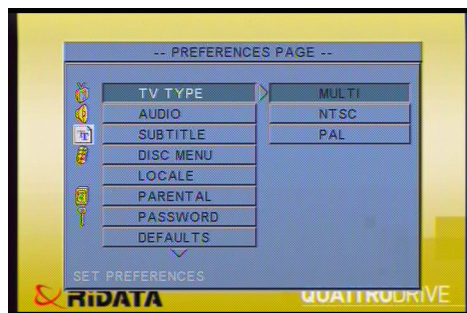 -- PREFERENCES PAGE --
TV TYPE MULTI
AUDIO NTSC
SUBTITLE PAL
DISC MENU
LOCALE
PARENTAL
PASSWORD
DEFAULTS
SET PREFERENCES
RiDATA QUATTRODRIVE